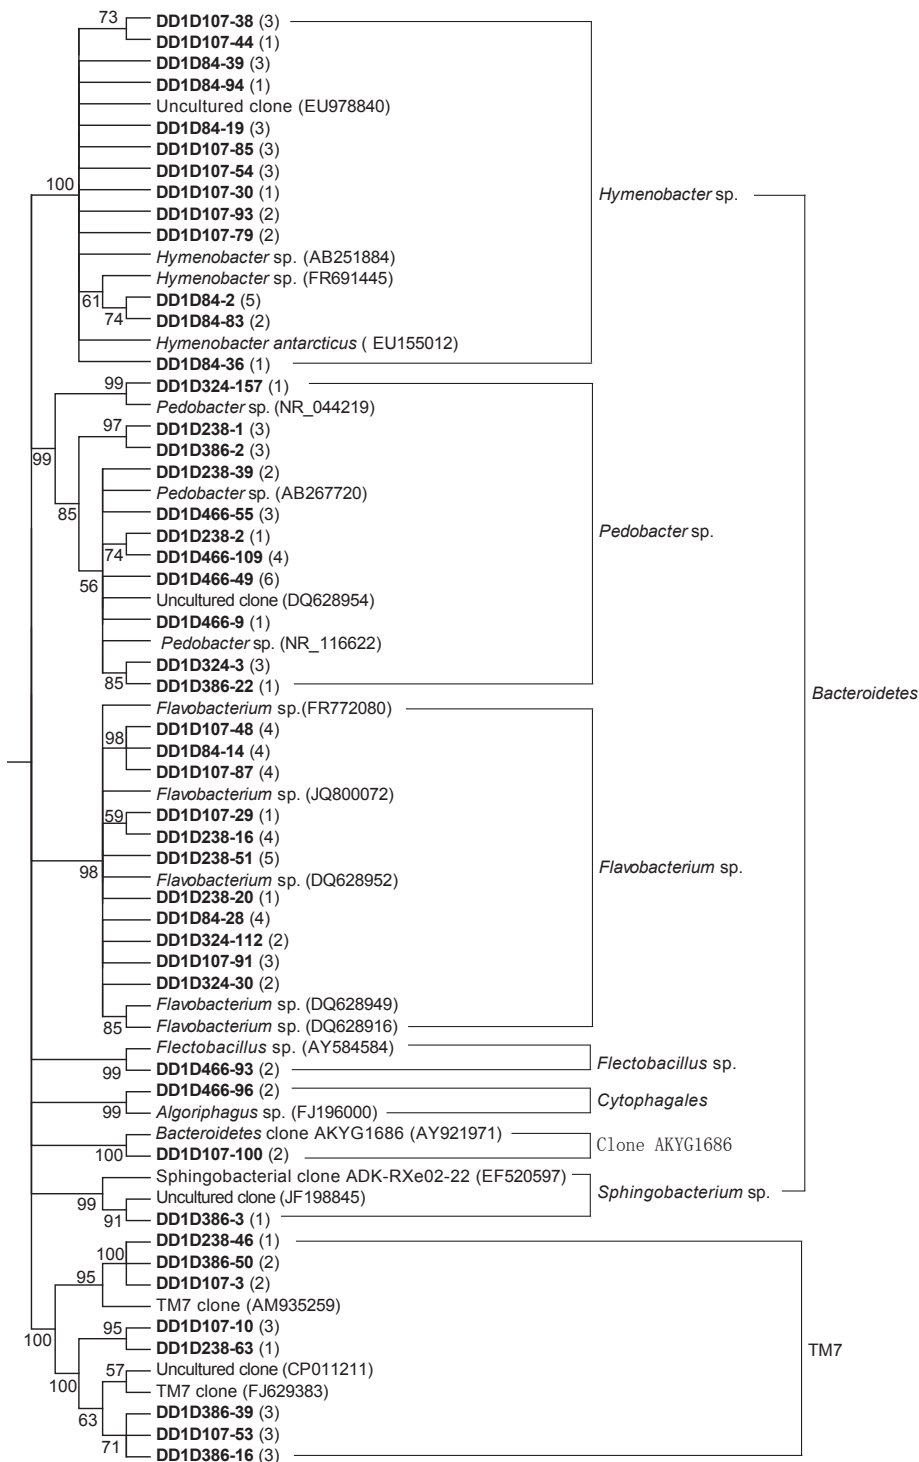 73
DD1D107-38 (3)
DD1D107-44 (1)
DD1D84-39 (3)
DD1D84-94 (1)
Uncultured clone (EU978840)
DD1D84-19 (3)
DD1D107-85 (3)
DD1D107-54 (3)
100
DD1D107-30 (1)
Hymenobacter sp.
DD1D107-93 (2)
DD1D107-79 (2)
Hymenobacter sp. (AB251884)
Hymenobacter sp. (FR691445)
61
DD1D84-2 (5)
74
DD1D84-83 (2)
Hymenobacter antarcticus ( EU155012)
DD1D84-36 (1)
99
DD1D324-157 (1)
Pedobacter sp. (NR_044219)
97
DD1D238-1 (3)
DD1D386-2 (3)
99
DD1D238-39 (2)
Pedobacter sp. (AB267720)
85
DD1D466-55 (3)
DD1D238-2 (1)
Pedobacter sp.
74
DD1D466-109 (4)
DD1D466-49 (6)
56
Uncultured clone (DQ628954)
DD1D466-9 (1)
Pedobacter sp. (NR_116622)
DD1D324-3 (3)
85
DD1D386-22 (1)
Bacteroidetes
Flavobacterium sp.(FR772080)
DD1D107-48 (4)
98
DD1D84-14 (4)
DD1D107-87 (4)
Flavobacterium sp. (JQ800072)
59
DD1D107-29 (1)
DD1D238-16 (4)
DD1D238-51 (5)
98
Flavobacterium sp.
Flavobacterium sp. (DQ628952)
DD1D238-20 (1)
DD1D84-28 (4)
DD1D324-112 (2)
DD1D107-91 (3)
DD1D324-30 (2)
Flavobacterium sp. (DQ628949)
85
Flavobacterium sp. (DQ628916)
Flectobacillus sp. (AY584584)
Flectobacillus sp.
99
DD1D466-93 (2)
DD1D466-96 (2)
Cytophagales
99
Algoriphagus sp. (FJ196000)
Bacteroidetes clone AKYG1686 (AY921971)
Clone AKYG1686
100
DD1D107-100 (2)
Sphingobacterial clone ADK-RXe02-22 (EF520597)
99
Uncultured clone (JF198845)
Sphingobacterium sp.
91
DD1D386-3 (1)
DD1D238-46 (1)
100
DD1D386-50 (2)
95
DD1D107-3 (2)
TM7 clone (AM935259)
100
95
DD1D107-10 (3)
DD1D238-63 (1)
TM7
57
Uncultured clone (CP011211)
100
TM7 clone (FJ629383)
63
DD1D386-39 (3)
DD1D107-53 (3)
71
DD1D386-16 (3)